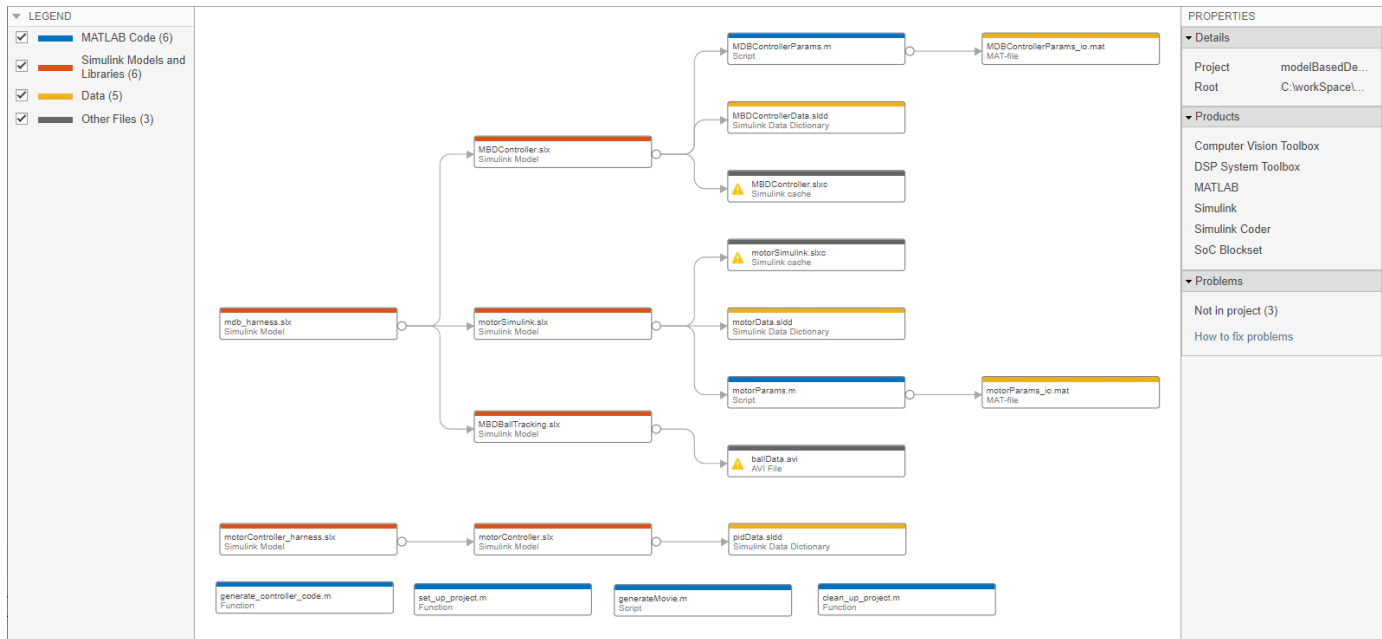 LEGEND
MATLAB Code (6)
Simulink Models and
Libraries (6)
Data (5)
Other Files (3)
MDBControllerParams.m
Script
MDBControllerParams_io.mat
MAT-file
MDBControllerData.sldd
Simulink Data Dictionary
MBDController.slx
Simulink Model
MBDController.slxc
Simulink cache
motorSimulink.slxc
Simulink cache
mdb_harness.slx
Simulink Model
motorSimulink.slx
Simulink Model
motorData.sldd
Simulink Data Dictionary
motorParams.m
Script
motorParams_io.mat
MAT-file
MBDBallTracking.slx
Simulink Model
ballData.avi
AVI File
motorController_harness.slx
Simulink Model
motorController.slx
Simulink Model
pidData.sldd
Simulink Data Dictionary
generate_controller_code.m
Function
set_up_project.m
Function
generateMovie.m
Script
clean_up_project.m
Function
PROPERTIES
Details
Project modelBasedDe...
Root C:\workSpace\...
Products
Computer Vision Toolbox
DSP System Toolbox
MATLAB
Simulink
Simulink Coder
SoC Blockset
Problems
Not in project (3)
How to fix problems